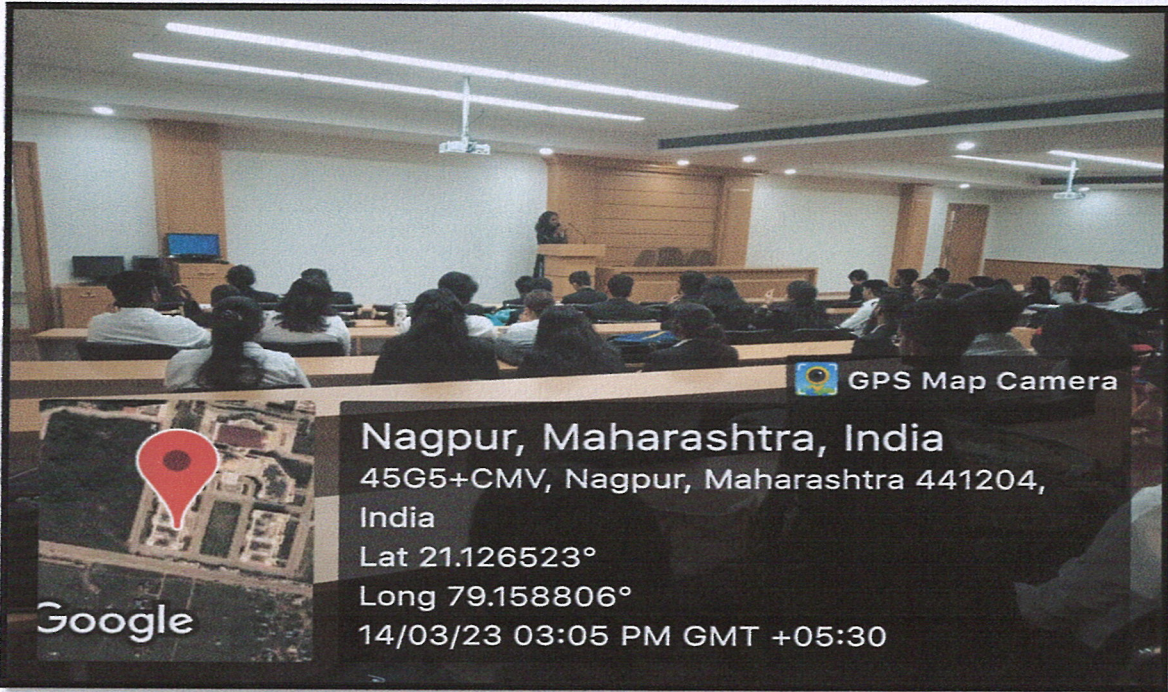 GPS Map Camera
Nagpur, Maharashtra, India
45G5+CMV, Nagpur, Maharashtra 441204,
India
Lat 21.126523°
Long 79.158806°
14/03/23 03:05 PM GMT +05:30
Google